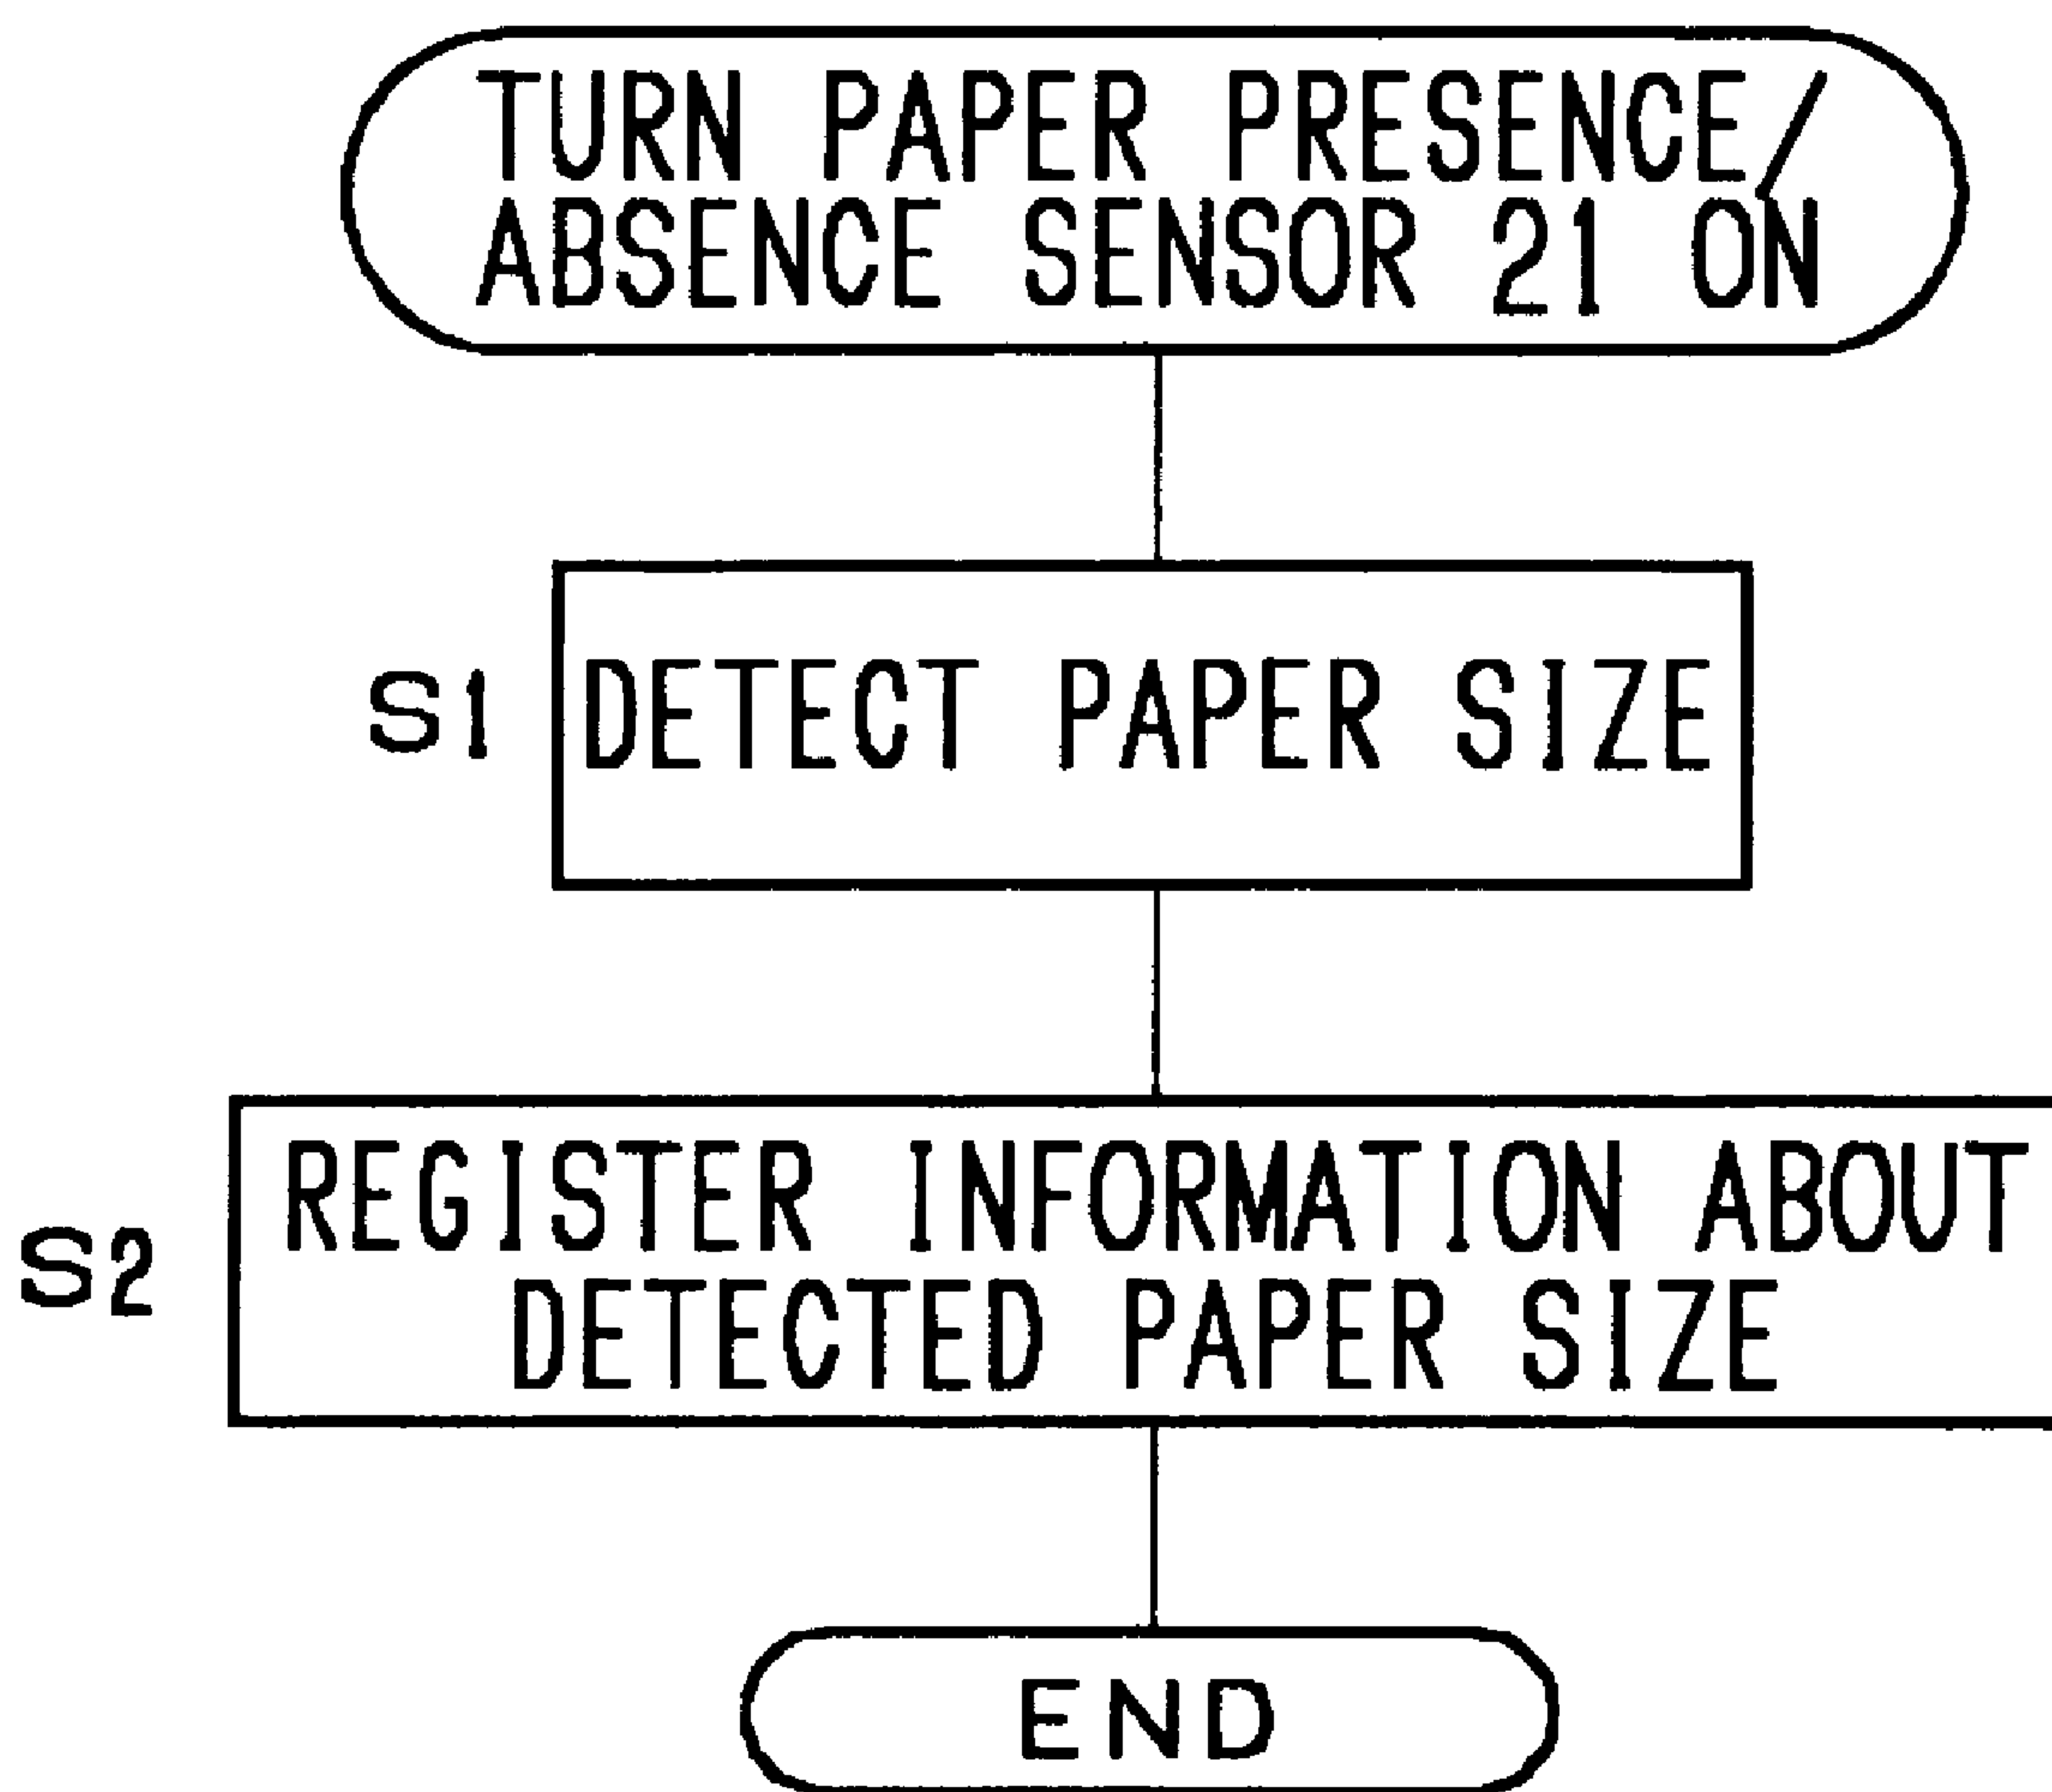 TURN PAPER PRESENCE/
ABSENCE SENSOR 21 ON
S1
DETECT PAPER SIZE
S2
REGISTER INFORMATION ABOUT
DETECTED PAPER SIZE
END